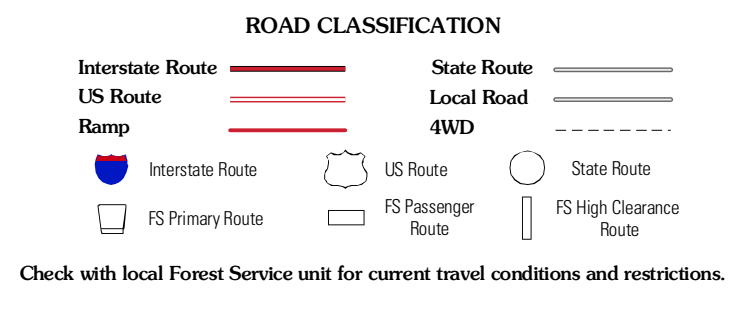 ROAD CLASSIFICATION
Interstate Route
State Route
US Route
Local Road
Ramp
4WD
Interstate Route
US Route
State Route
FS Primary Route
FS Passenger
Route
FS High Clearance
Route
Check with local Forest Service unit for current travel conditions and restrictions.